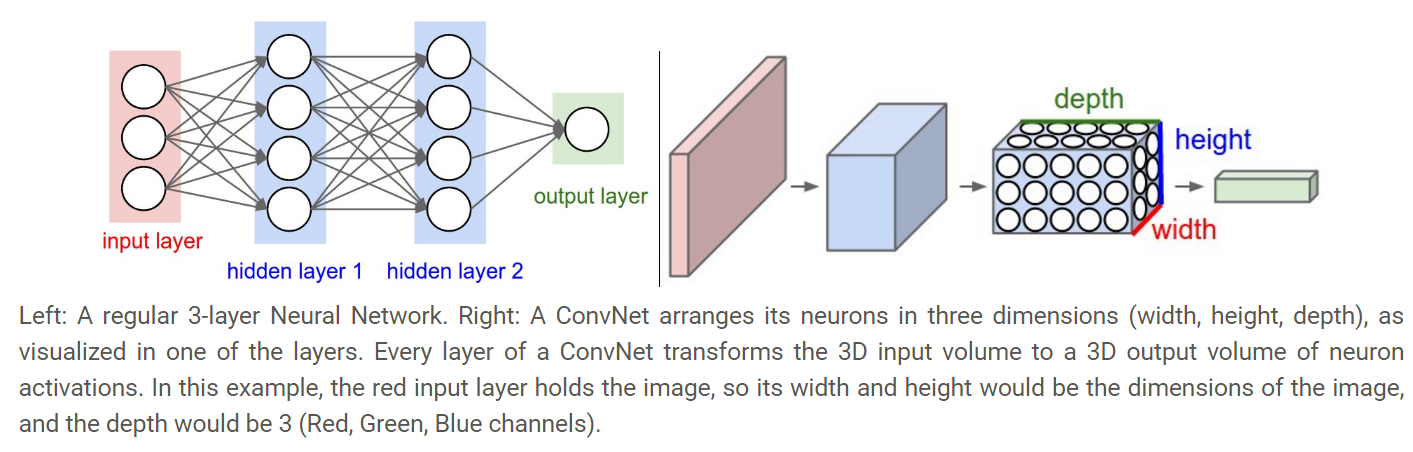 input layer
hidden layer 1
hidden layer 2
output layer
depth
height
width
Left: A regular 3-layer Neural Network. Right: A ConvNet arranges its neurons in three dimensions (width, height, depth), as
visualized in one of the layers. Every layer of a ConvNet transforms the 3D input volume to a 3D output volume of neuron
activations. In this example, the red input layer holds the image, so its width and height would be the dimensions of the image,
and the depth would be 3 (Red, Green, Blue channels).